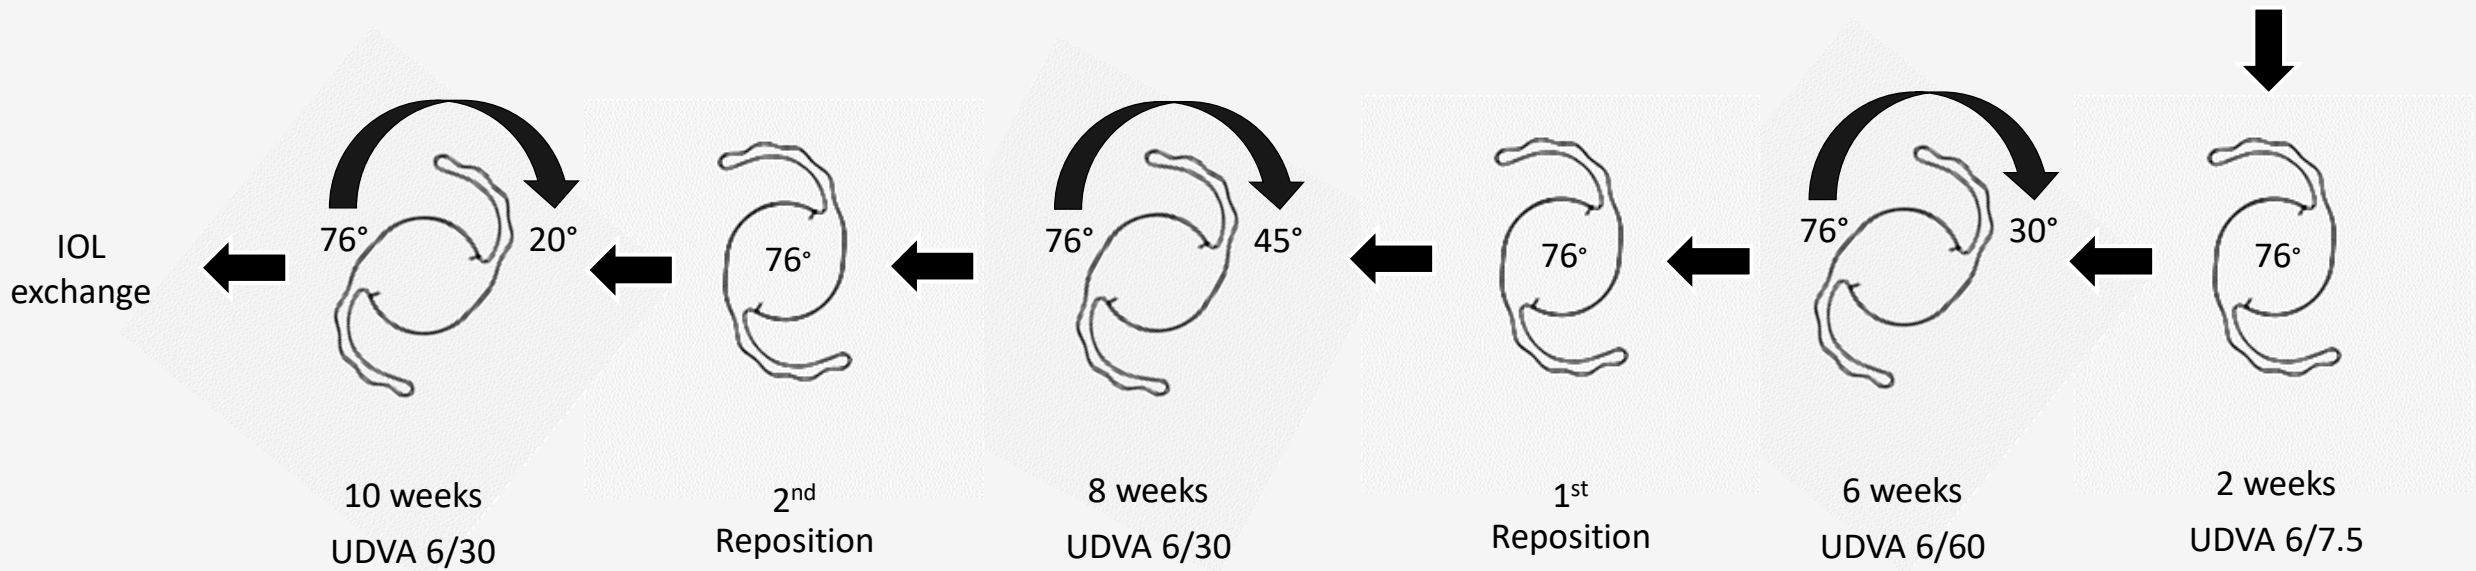 IOL
exchange
76°
20°
10 weeks
UDVA 6/30
76°
2nd
Reposition
76°
45°
8 weeks
UDVA 6/30
76°
1st
Reposition
76°
30°
6 weeks
UDVA 6/60
76°
2 weeks
UDVA 6/7.5